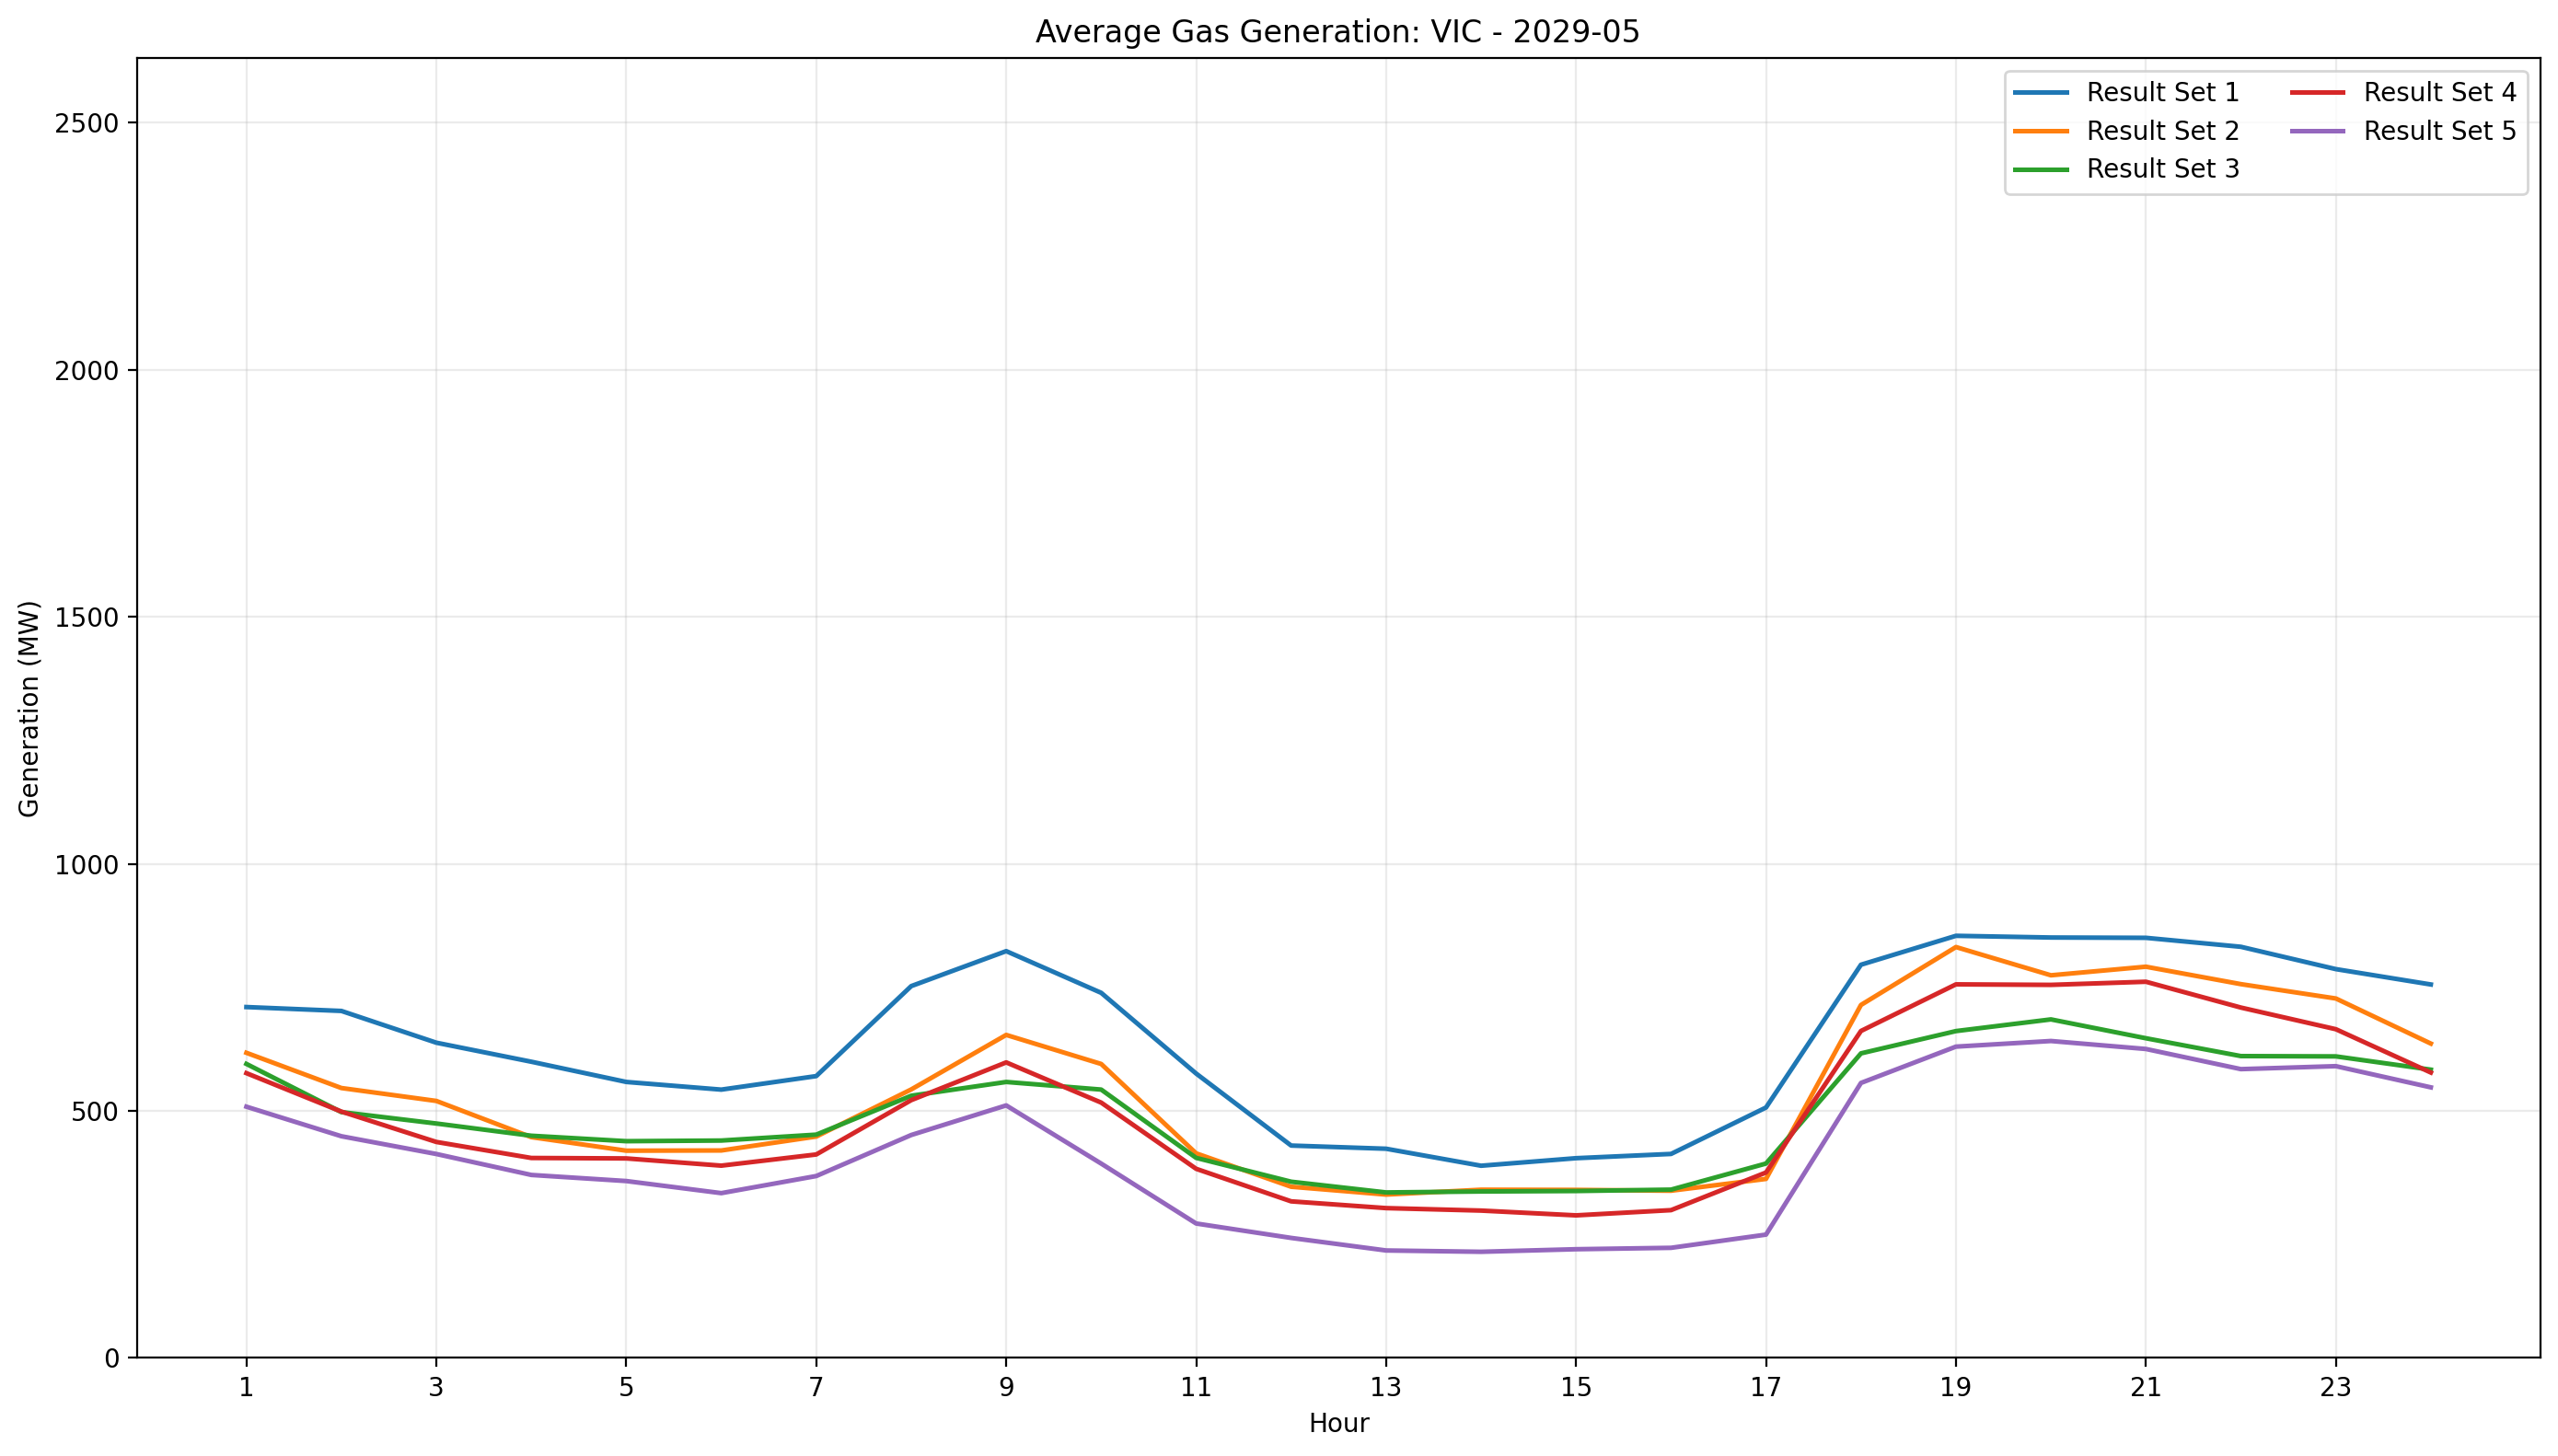 Average Gas Generation: VIC - 2029-05
Result Set 1
Result Set 2
Result Set 3
Result Set 4
Result Set 5
2500
2000
1500
1000
500
0
Generation (MW)
1 3 5 7 9 11 13 15 17 19 21 23
Hour